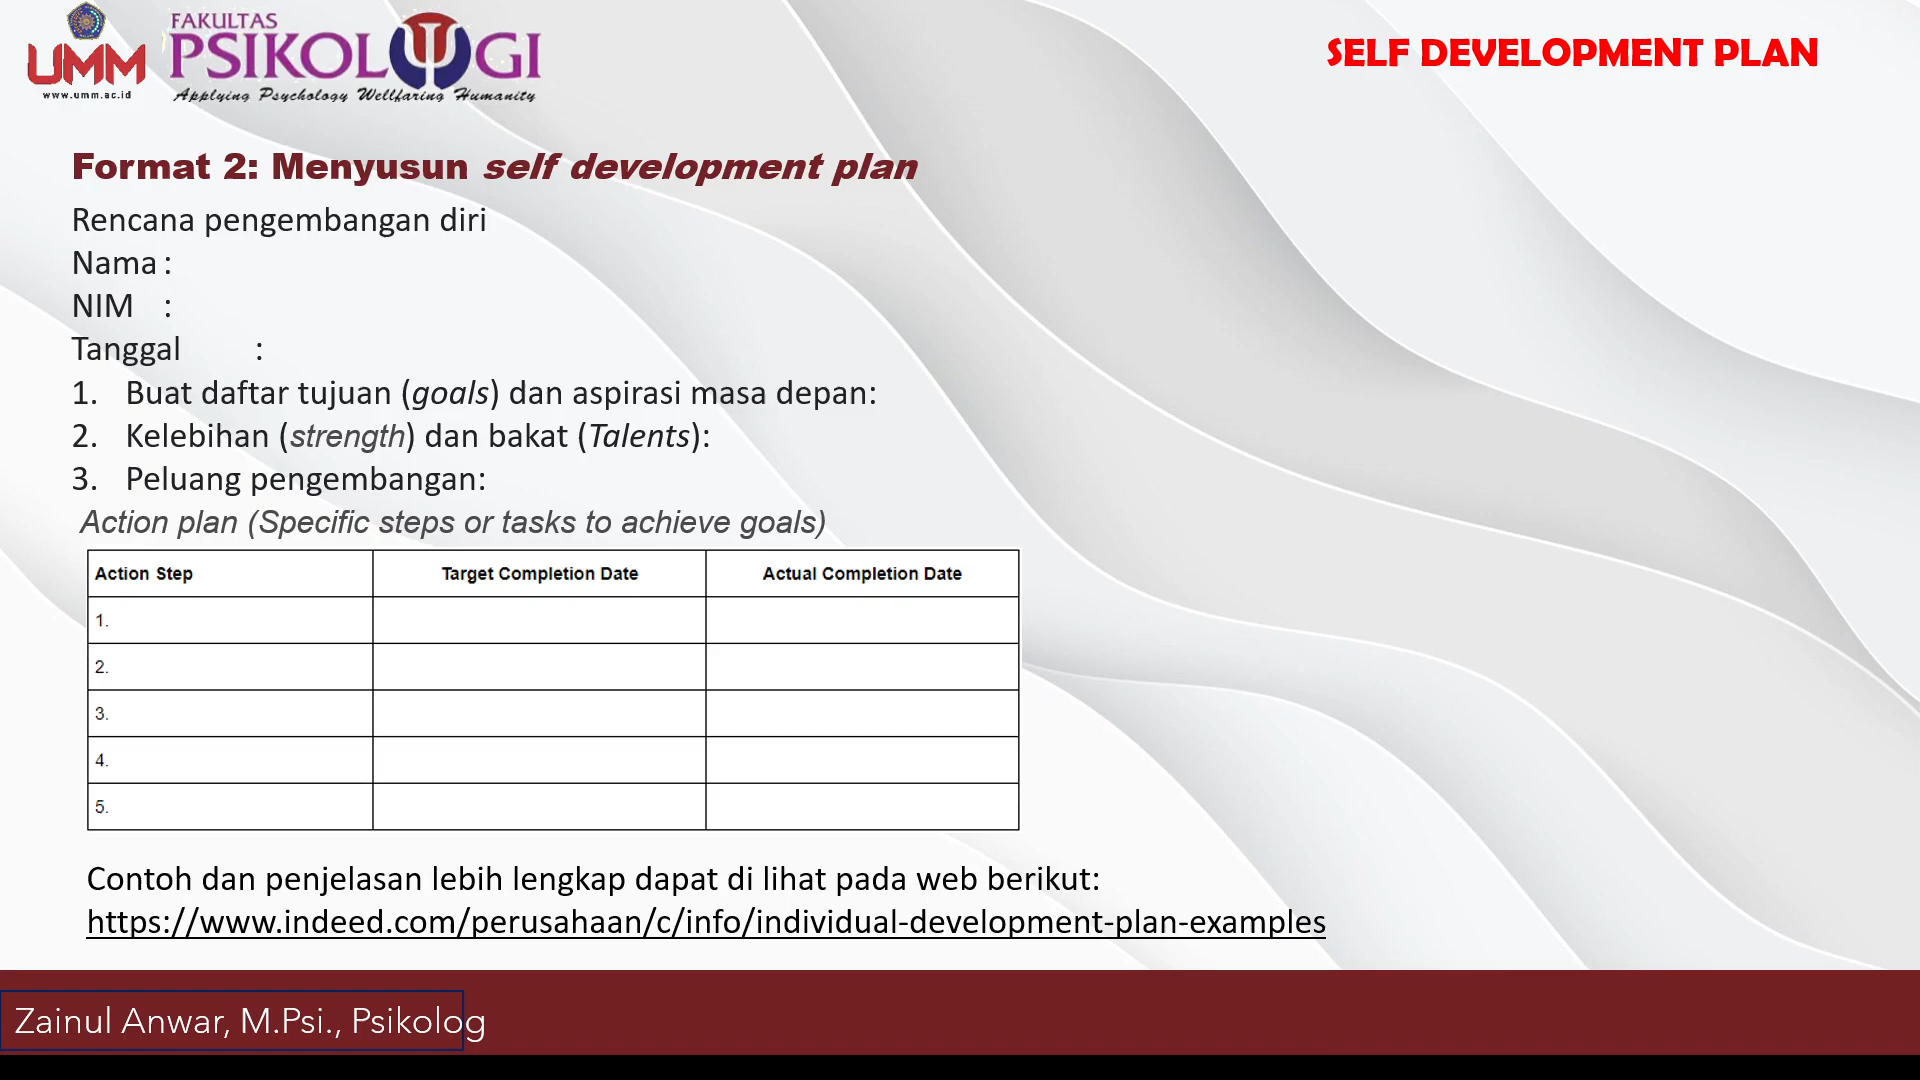 UMM
www.umm.ac.id
FAKULTAS
PSIKOLOGI
Applying Psychology Wellfaring Humanity
SELF DEVELOPMENT PLAN
Format 2: Menyusun self development plan
Rencana pengembangan diri
Nama :
NIM :
Tanggal :
1. Buat daftar tujuan (goals) dan aspirasi masa depan:
2. Kelebihan (strength) dan bakat (Talents):
3. Peluang pengembangan:
Action plan (Specific steps or tasks to achieve goals)
Action Step Target Completion Date Actual Completion Date
1.
2.
3.
4.
5.
Contoh dan penjelasan lebih lengkap dapat di lihat pada web berikut:
https://www.indeed.com/perusahaan/c/info/individual-development-plan-examples
Zainul Anwar, M.Psi., Psikolog